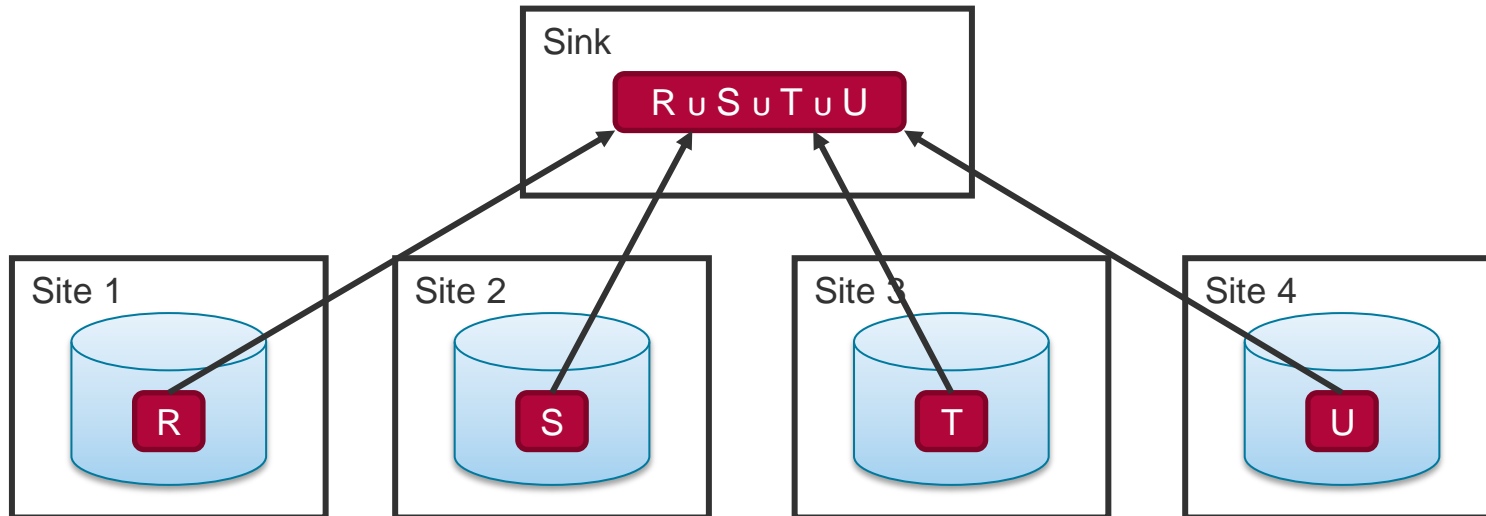 Sink
R ∪ S ∪ T ∪ U
Site 1
Site 2
Site 3
Site 4
R
S
T
U